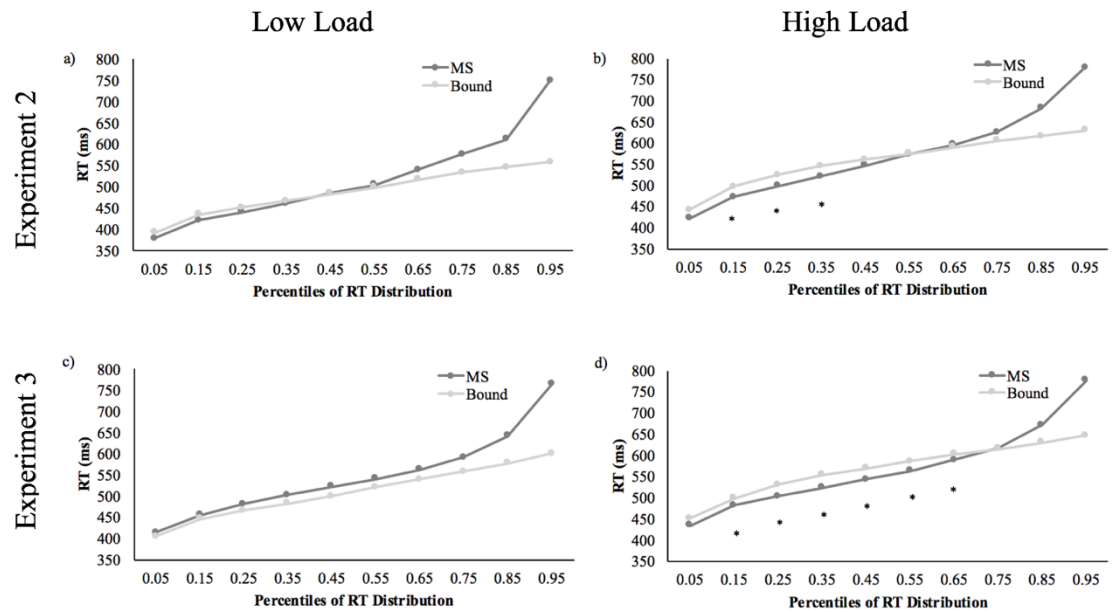 Low Load
High Load
Experiment 2
a)
MS
Bound
RT (ms)
800
750
700
650
600
550
500
450
400
350
0.05 0.15 0.25 0.35 0.45 0.55 0.65 0.75 0.85 0.95
Percentiles of RT Distribution
b)
MS
Bound
RT (ms)
800
750
700
650
600
550
500
450
400
350
* * *
0.05 0.15 0.25 0.35 0.45 0.55 0.65 0.75 0.85 0.95
Percentiles of RT Distribution
Experiment 3
c)
MS
Bound
RT (ms)
800
750
700
650
600
550
500
450
400
350
0.05 0.15 0.25 0.35 0.45 0.55 0.65 0.75 0.85 0.95
Percentiles of RT Distribution
d)
MS
Bound
RT (ms)
800
750
700
650
600
550
500
450
400
350
* * * * * *
0.05 0.15 0.25 0.35 0.45 0.55 0.65 0.75 0.85 0.95
Percentiles of RT Distribution